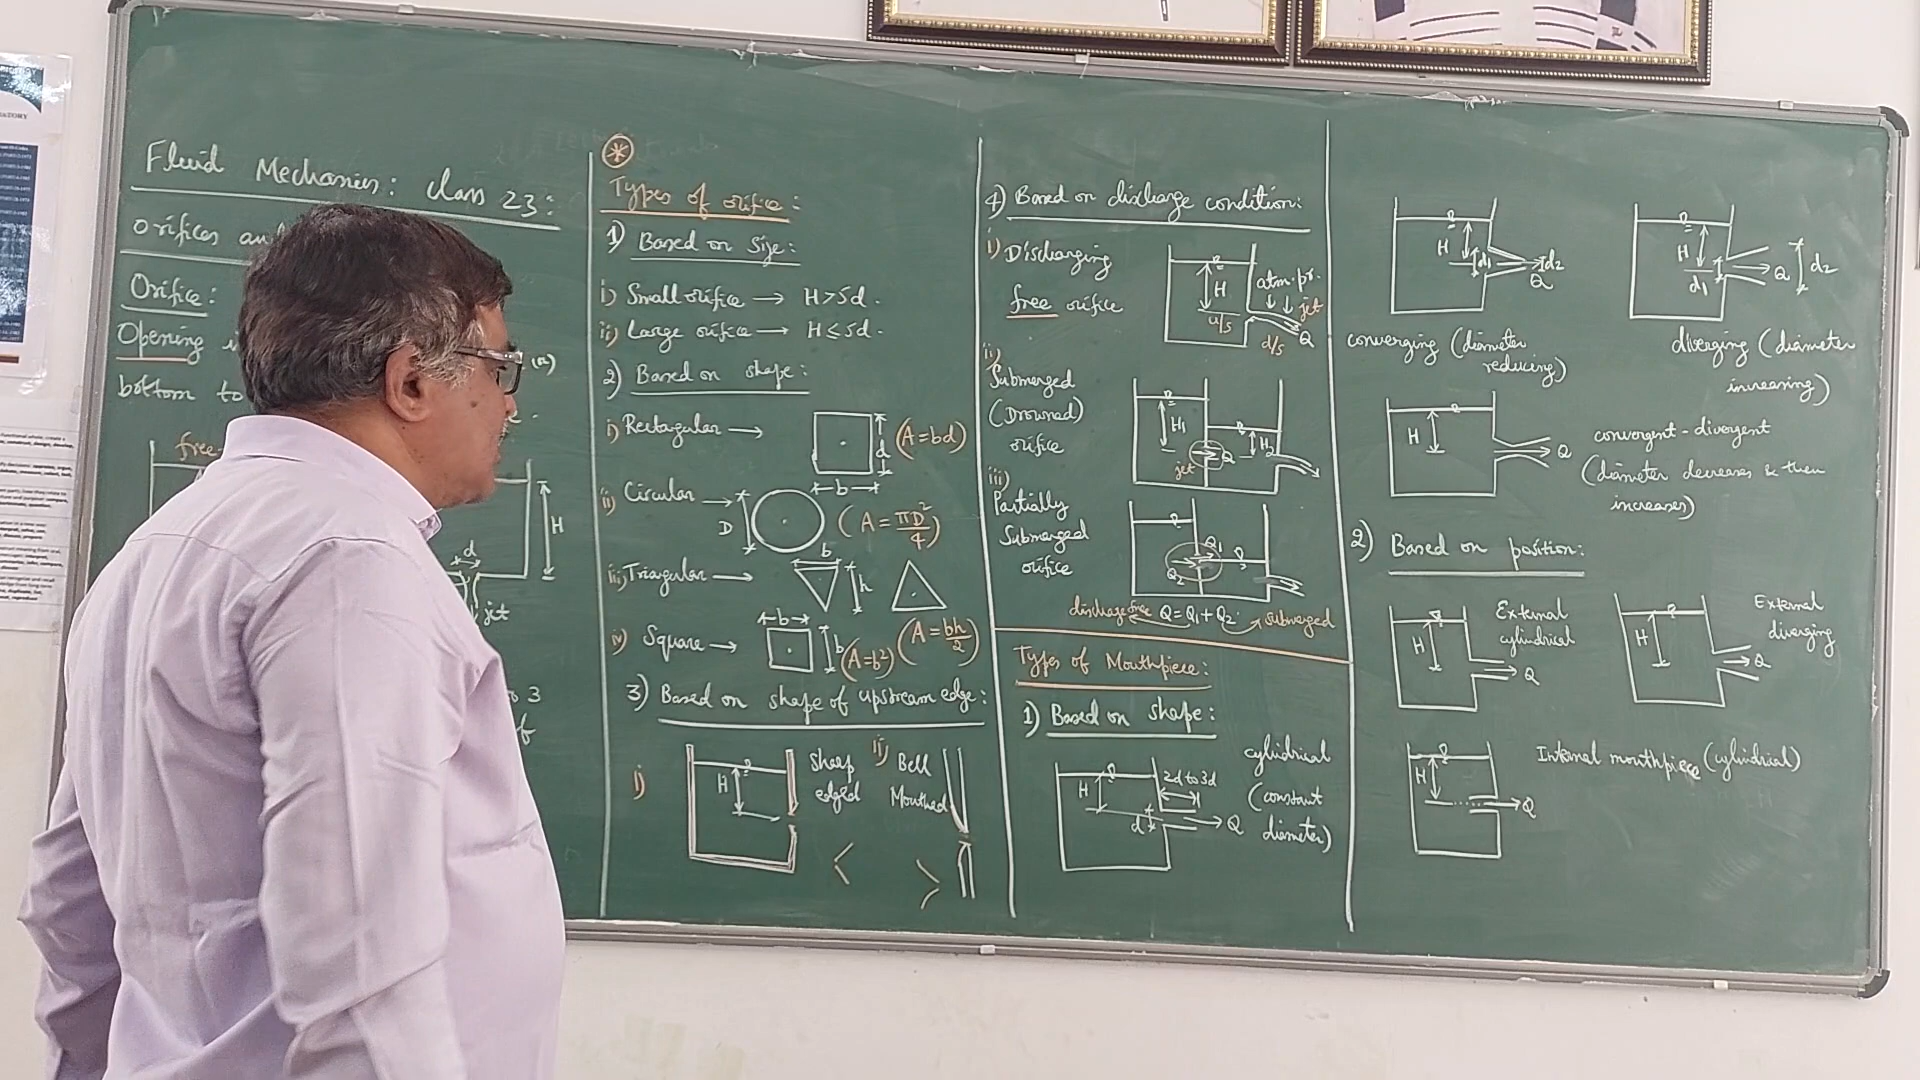 Fluid Mechanics: Class 23:
Orifices
Orifice:
Opening
(or)
bottom to
free
H
d
jet
3
of
Types of orifice:
1) Based on Size:
i) Small orifice → H>5d.
ii) Large orifice → H≤5d.
2) Based on shape:
i) Rectagular → d (A=bd)
b
ii) Circular → D (A=πD²/4)
iii) Triagular → b h
iv) Square → b b (A=b²) (A=bh/2)
3) Based on shape of upstream edge:
i) H Sharp edged
ii) Bell Mouthed
4) Based on discharge condition:
i) Discharging
free orifice
H
u/s
atm.pr.
jet
Q
d/s
ii)
Submerged
(Drowned)
orifice
H1
jet
Q
H2
iii)
Partially
Submerged
orifice
Q1
Q2
discharge free Q=Q1+Q2 submerged
Types of Mouthpiece:
1) Based on shape:
H
2d to 3d
d
Q
cylindrical
(constant
diameter)
H
d1
d2
Q
converging (diameter
reducing)
H
d1
Q
d2
diverging (diameter
increasing)
H
Q
convergent-divergent
(diameter decreases & then
increases)
2) Based on position:
H
Q
External
cylindrical
H
Q
External
diverging
H
Q
Internal mouthpiece (cylindrical)